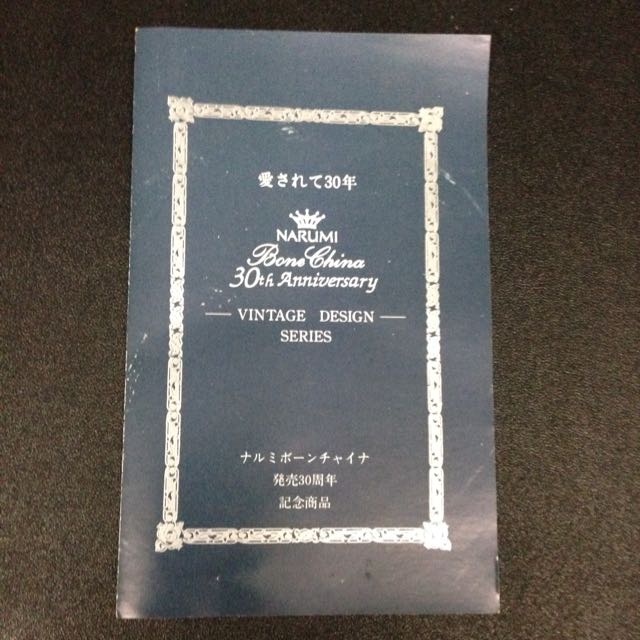 愛されて30年
NARUMI
Bone China
30th Anniversary
VINTAGE DESIGN
SERIES
ナルミボーンチャイナ
発売30周年
記念商品